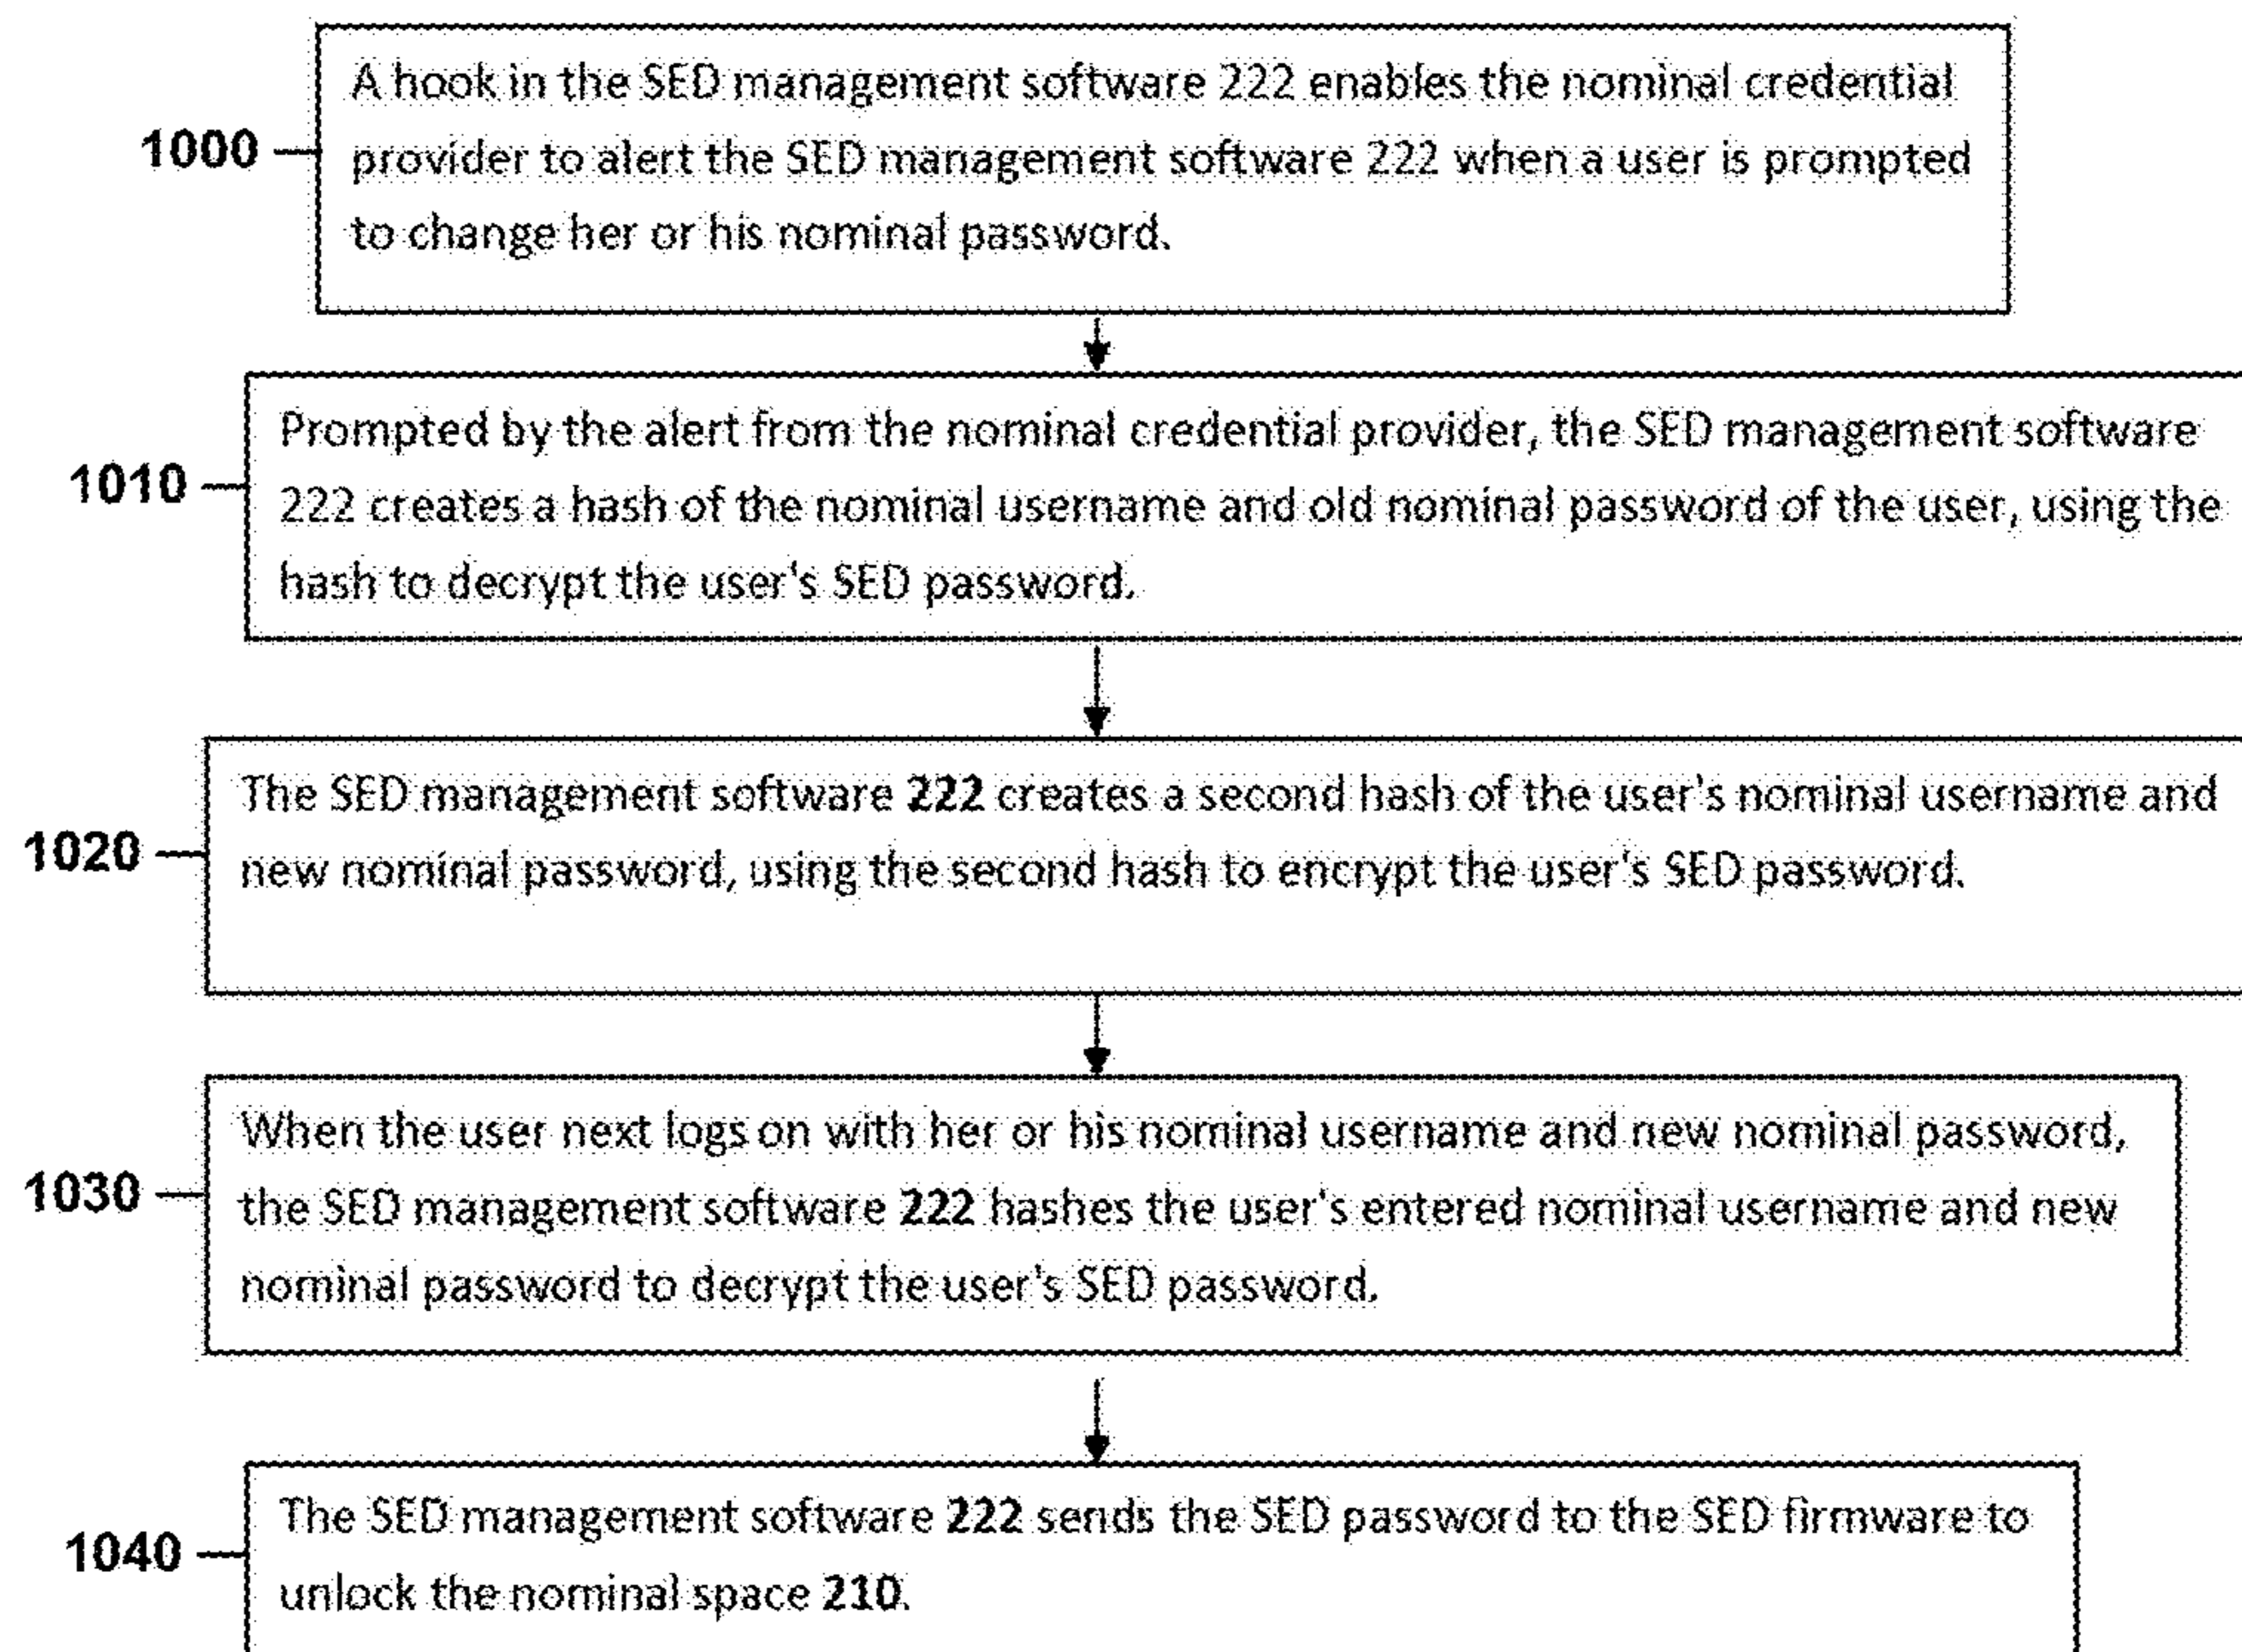 A hook in the SED management software 222 enables the nominal credential
1000
provider to alert the SED management software 222 when a user is prompted
to change her or his nominal password.
Prompted by the alert from the nominal credential provider, the SED management software
1010
222 creates a hash of the nominal username and old nominal password of the user, using the
hash to decrypt the user's SED password.
The SED management software 222 creates a second hash of the user's nominal username and
1020
new nominal password, using the second hash to encrypt the user's SED password.
When the user next logs on with her or his nominal username and new nominal password,
1030
the SED management software 222 hashes the user's entered nominal username and new
nominal password to decrypt the user's SED password.
The SED management software 222 sends the SED password to the SED firmware to
1040
unlock the nominal space 210.